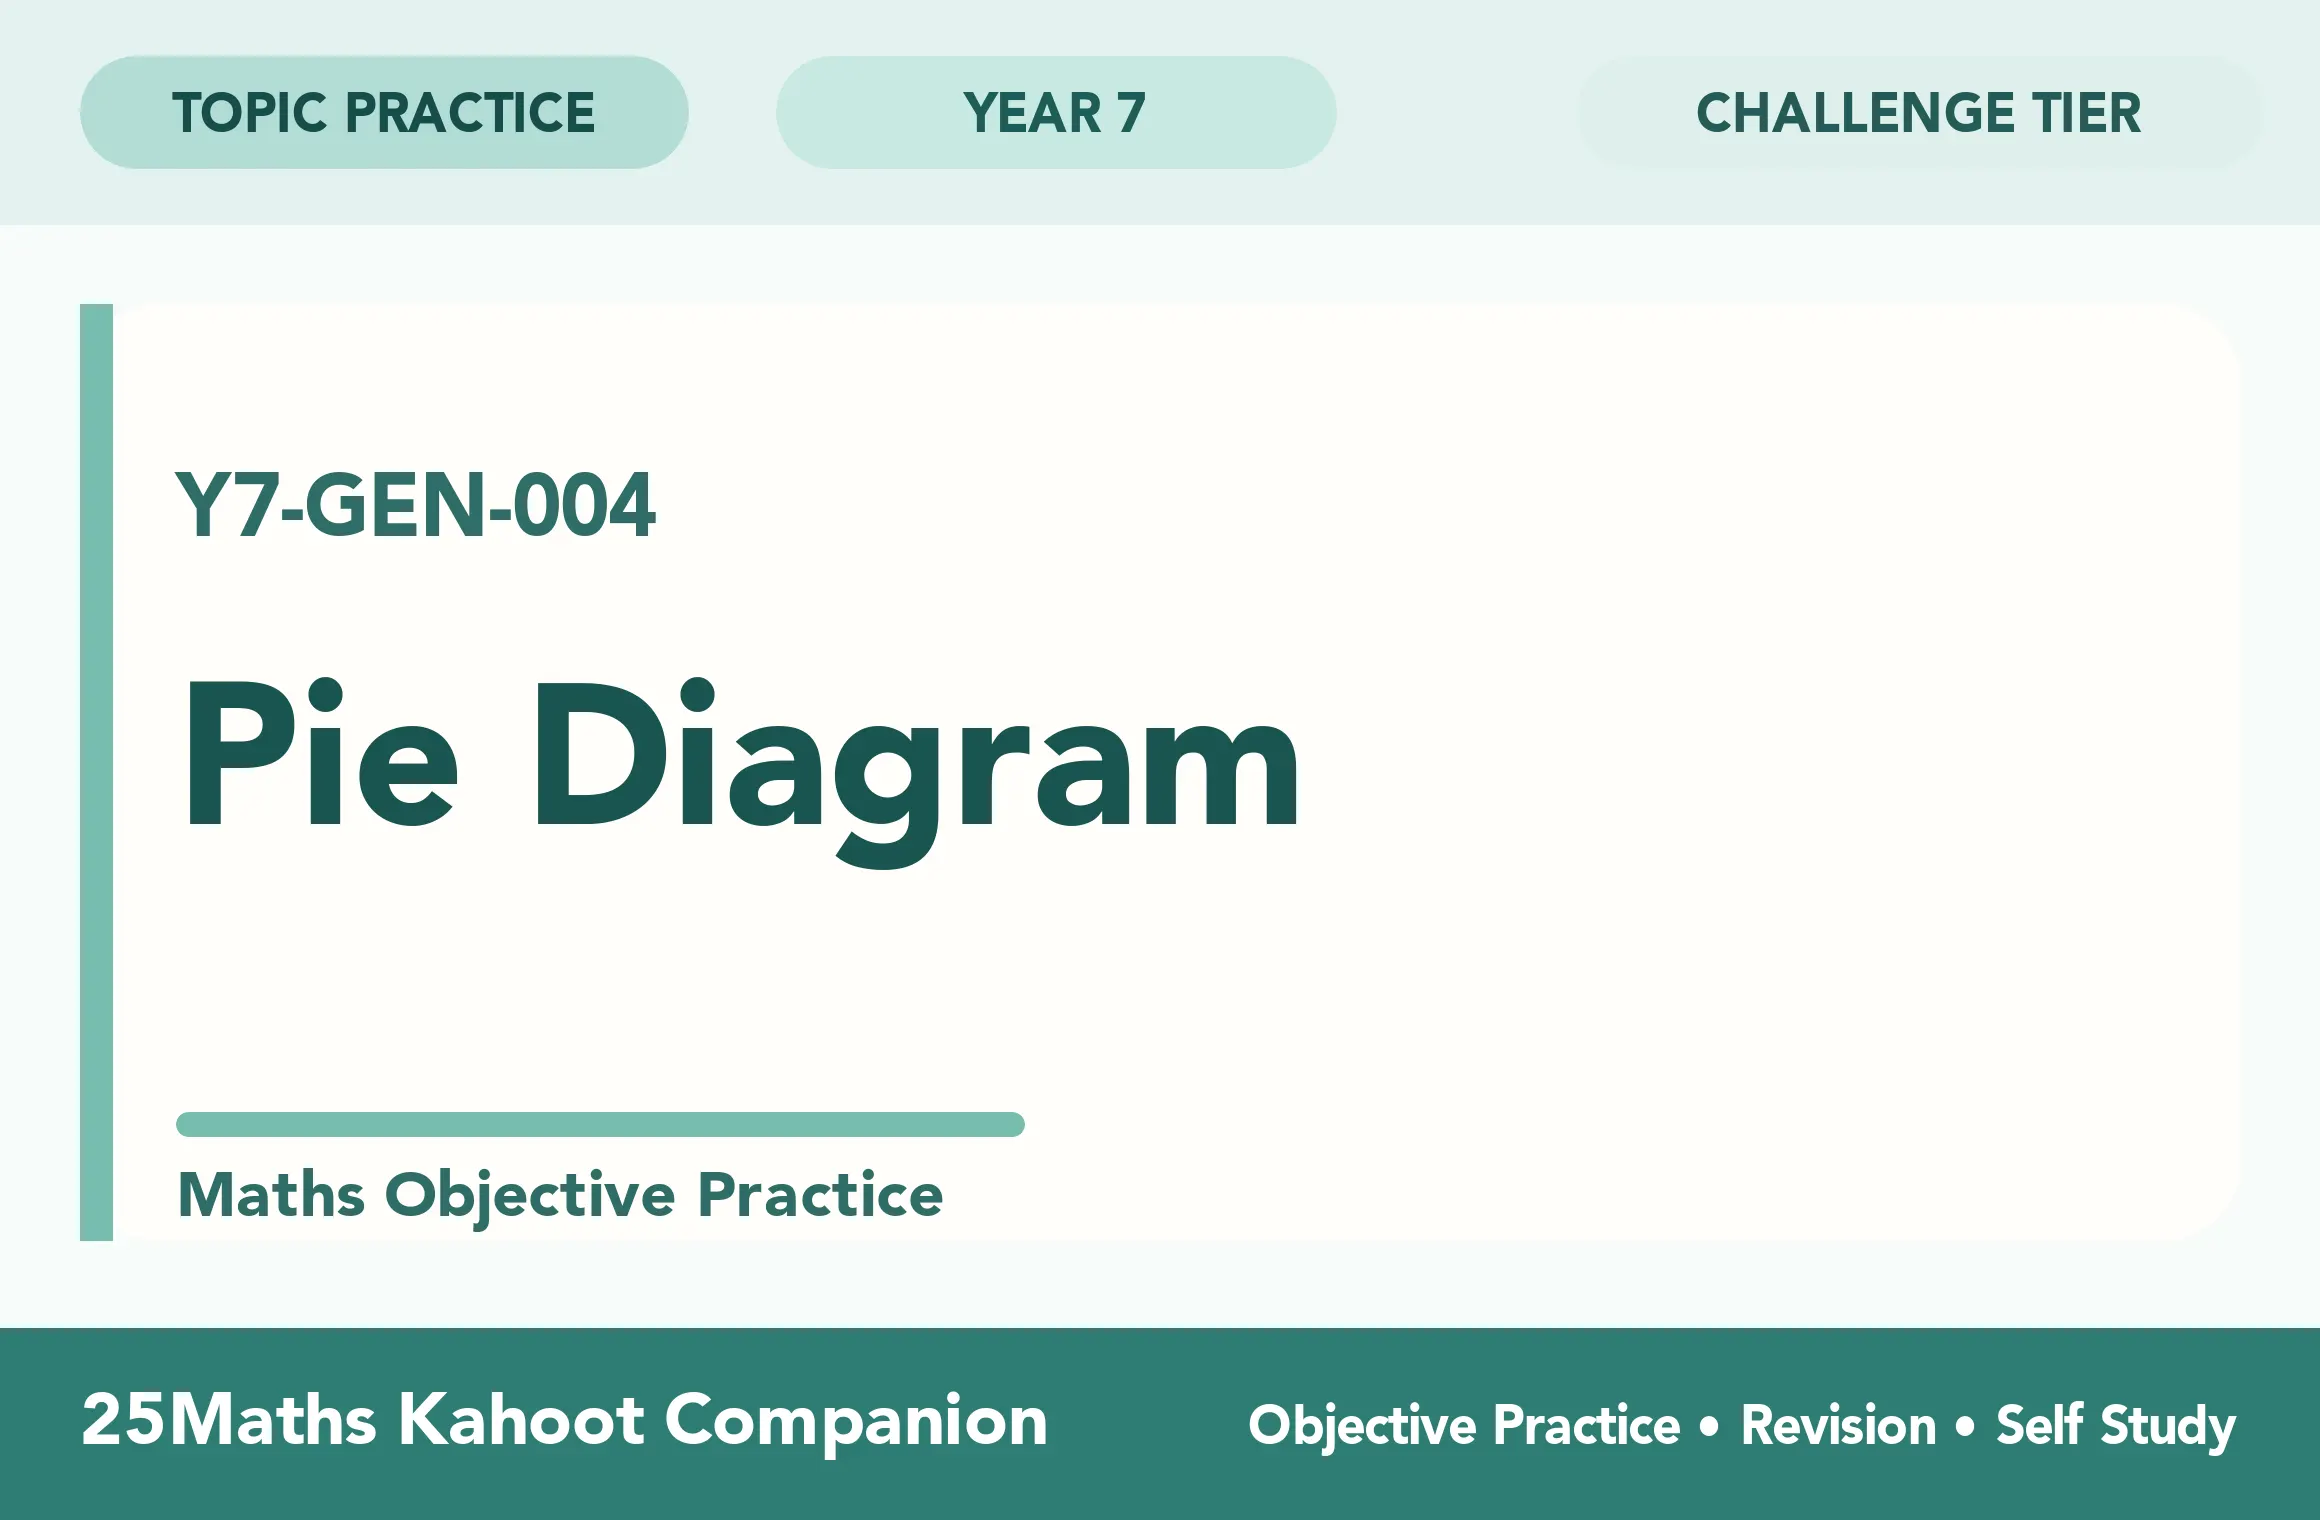 TOPIC PRACTICE
YEAR 7
CHALLENGE TIER
Y7-GEN-004
Pie Diagram
Maths Objective Practice
25Maths Kahoot Companion
Objective Practice • Revision • Self Study